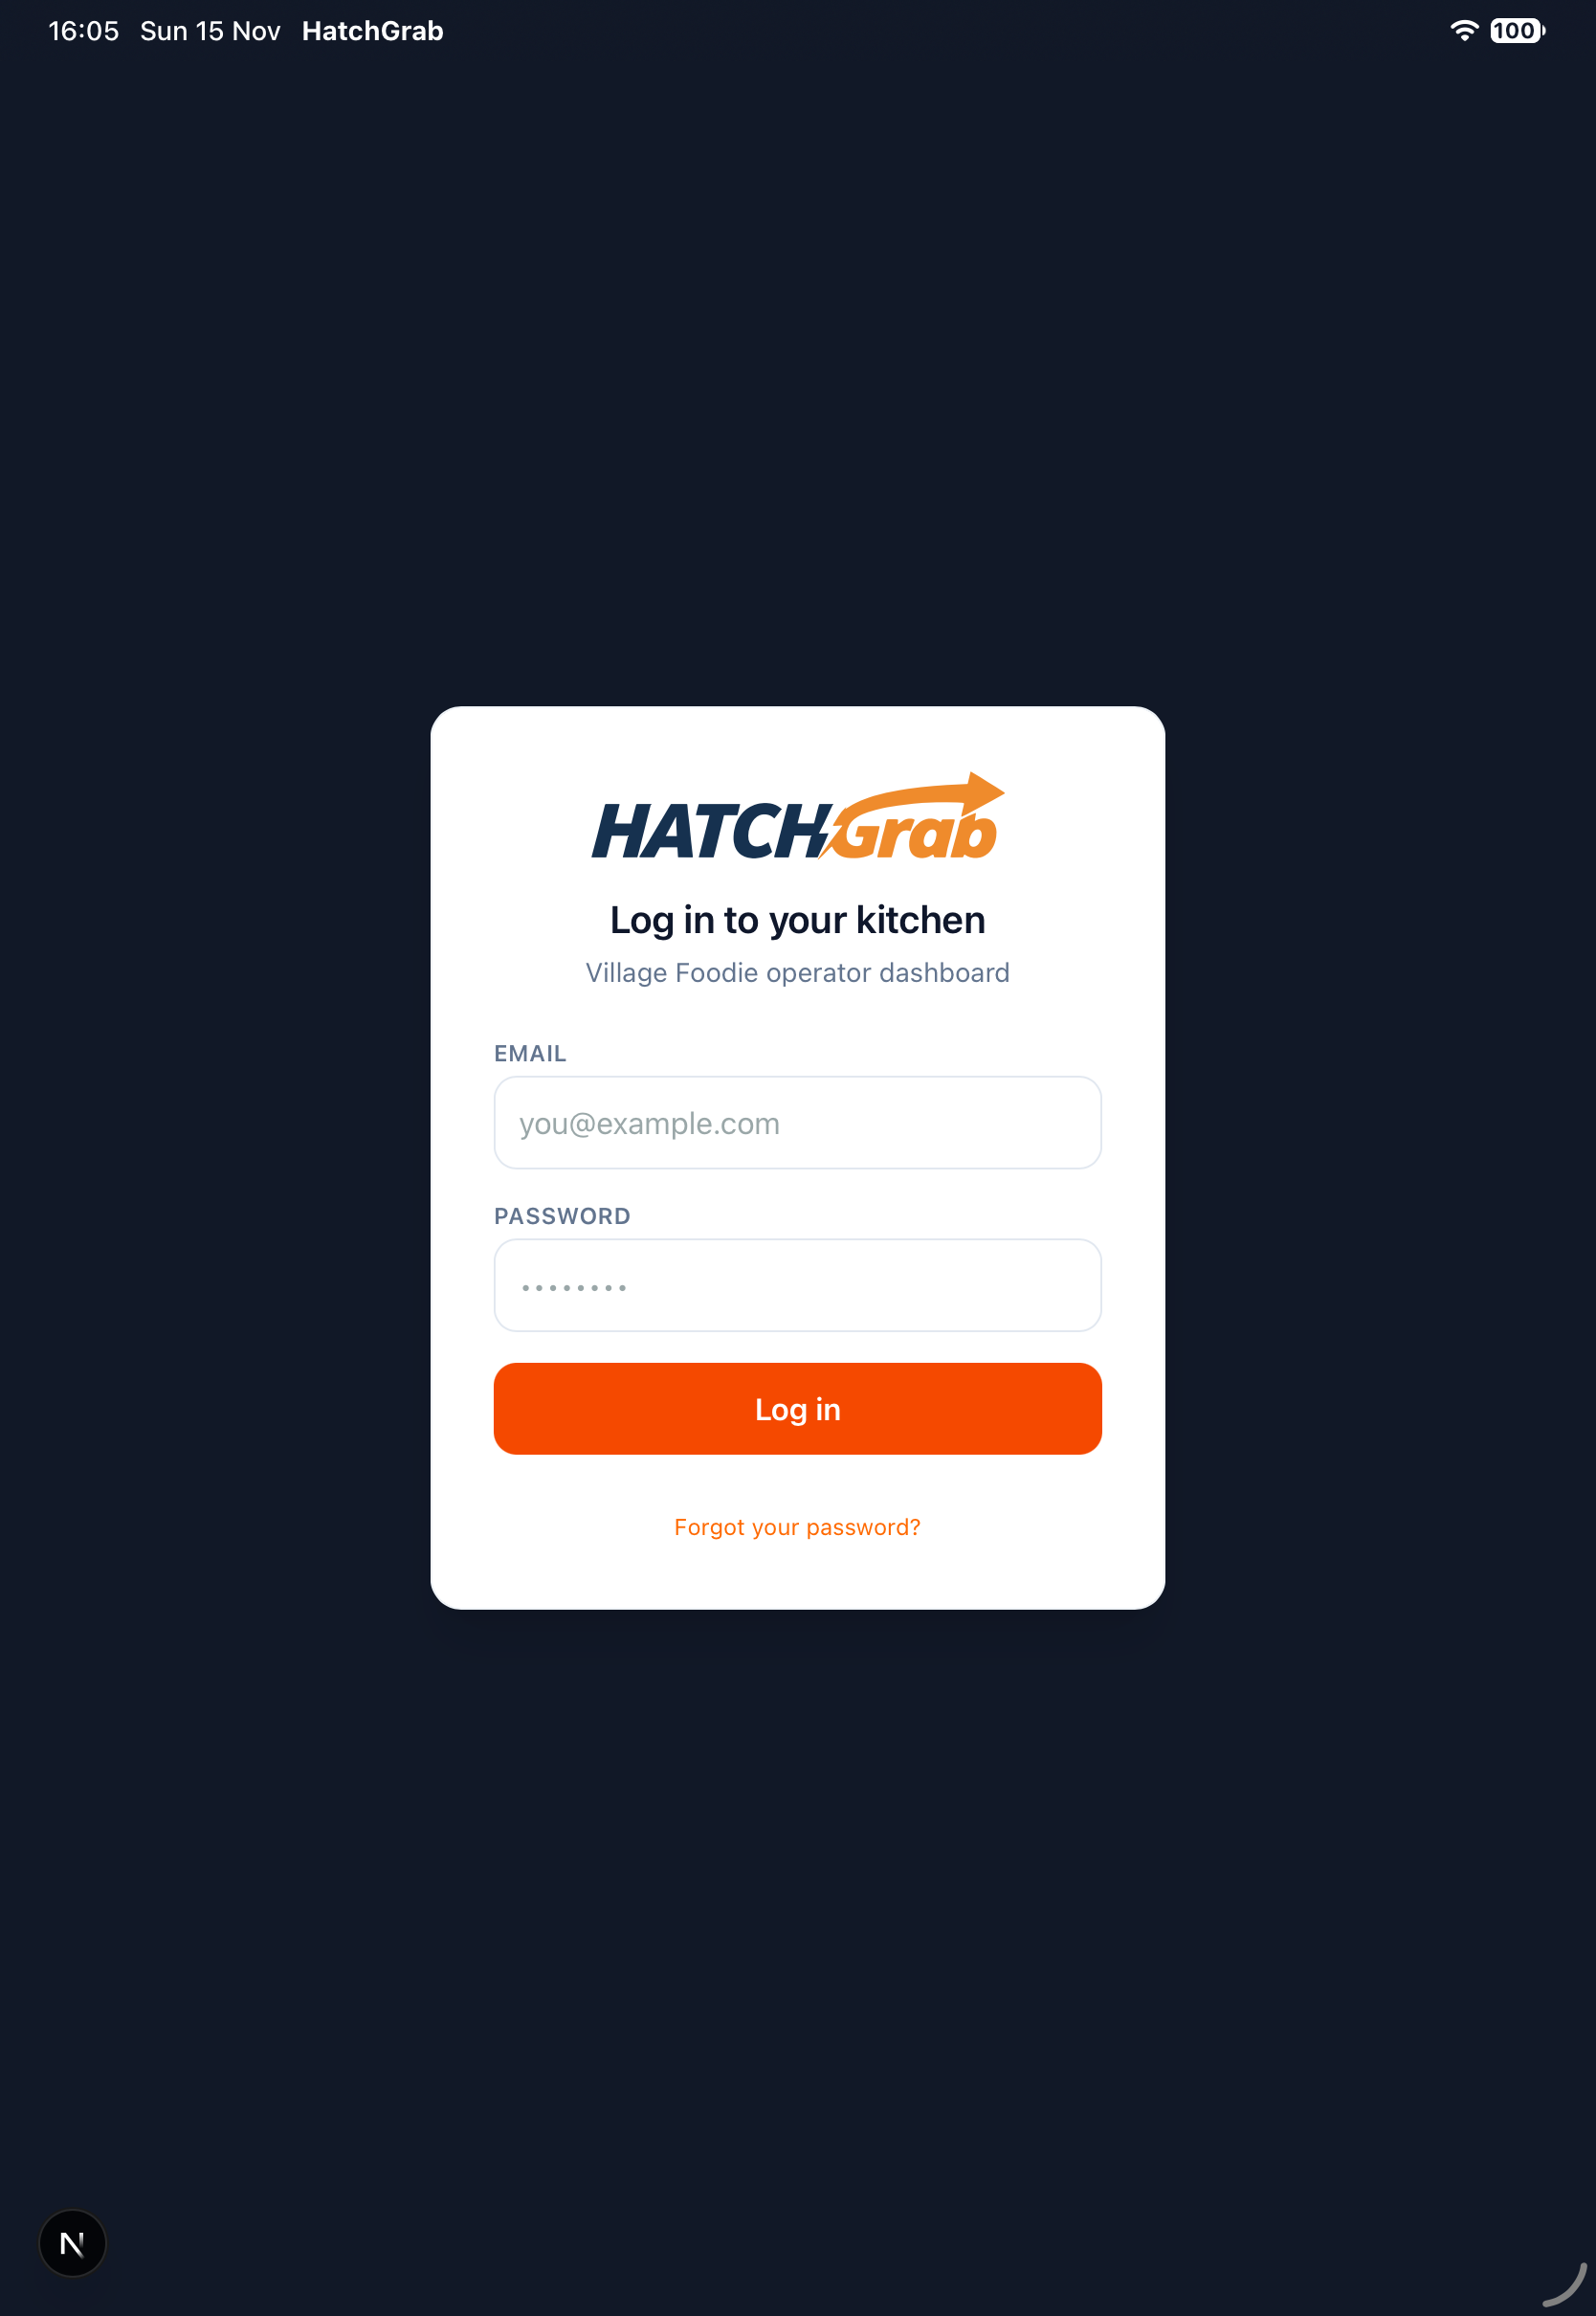 16:05 Sun 15 Nov HatchGrab
100
HATCHGrab
Log in to your kitchen
Village Foodie operator dashboard
EMAIL
you@example.com
PASSWORD
••••••••
Log in
Forgot your password?
N